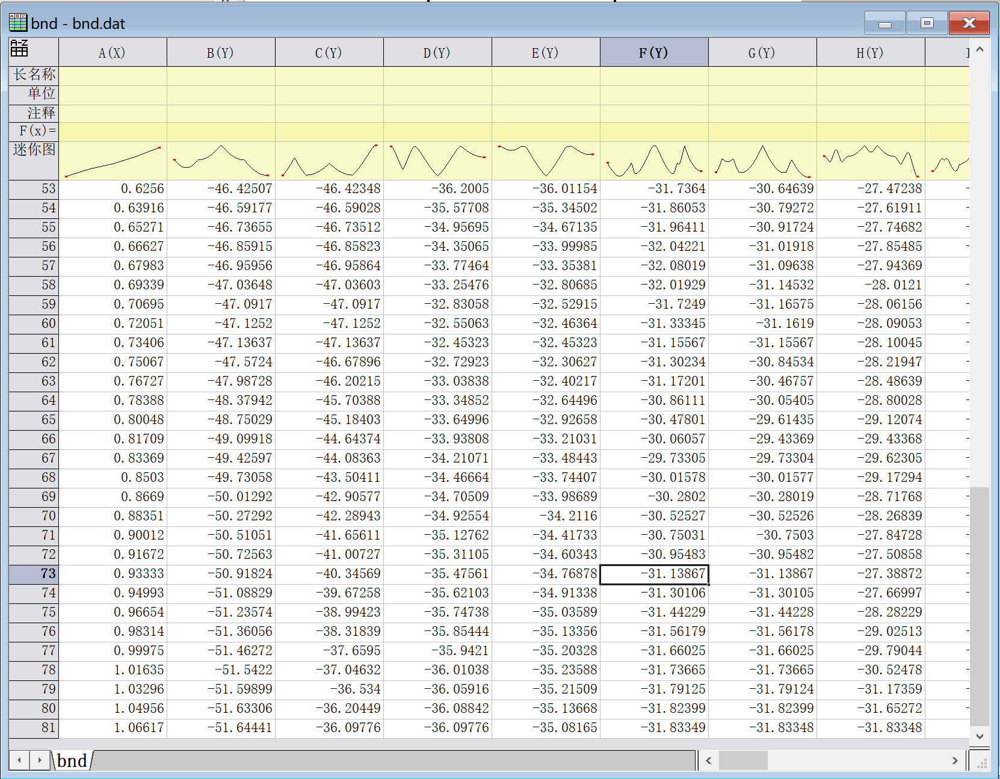 bnd - bnd.dat
A-Z A(X) B(Y) C(Y) D(Y) E(Y) F(Y) G(Y) H(Y)
长名称
单位
注释
F(x)=
迷你图
53 0.6256 -46.42507 -46.42348 -36.2005 -36.01154 -31.7364 -30.64639 -27.47238
54 0.63916 -46.59177 -46.59028 -35.57708 -35.34502 -31.86053 -30.79272 -27.61911
55 0.65271 -46.73655 -46.73512 -34.95695 -34.67135 -31.96411 -30.91724 -27.74682
56 0.66627 -46.85915 -46.85823 -34.35065 -33.99985 -32.04221 -31.01918 -27.85485
57 0.67983 -46.95956 -46.95864 -33.77464 -33.35381 -32.08019 -31.09638 -27.94369
58 0.69339 -47.03648 -47.03603 -33.25476 -32.80685 -32.01929 -31.14532 -28.0121
59 0.70695 -47.0917 -47.0917 -32.83058 -32.52915 -31.7249 -31.16575 -28.06156
60 0.72051 -47.1252 -47.1252 -32.55063 -32.46364 -31.33345 -31.1619 -28.09053
61 0.73406 -47.13637 -47.13637 -32.45323 -32.45323 -31.15567 -31.15567 -28.10045
62 0.75067 -47.5724 -46.67896 -32.72923 -32.30627 -31.30234 -30.84534 -28.21947
63 0.76727 -47.98728 -46.20215 -33.03838 -32.40217 -31.17201 -30.46757 -28.48639
64 0.78388 -48.37942 -45.70388 -33.34852 -32.64496 -30.86111 -30.05405 -28.80028
65 0.80048 -48.75029 -45.18403 -33.64996 -32.92658 -30.47801 -29.61435 -29.12074
66 0.81709 -49.09918 -44.64374 -33.93808 -33.21031 -30.06057 -29.43369 -29.43368
67 0.83369 -49.42597 -44.08363 -34.21071 -33.48443 -29.73305 -29.73304 -29.62305
68 0.8503 -49.73058 -43.50411 -34.46664 -33.74407 -30.01578 -30.01577 -29.17294
69 0.8669 -50.01292 -42.90577 -34.70509 -33.98689 -30.2802 -30.28019 -28.71768
70 0.88351 -50.27292 -42.28943 -34.92554 -34.2116 -30.52527 -30.52526 -28.26839
71 0.90012 -50.51051 -41.65611 -35.12762 -34.41733 -30.75031 -30.7503 -27.84728
72 0.91672 -50.72563 -41.00727 -35.31105 -34.60343 -30.95483 -30.95482 -27.50858
73 0.93333 -50.91824 -40.34569 -35.47561 -34.76878 -31.13867 -31.13867 -27.38872
74 0.94993 -51.08829 -39.67258 -35.62103 -34.91338 -31.30106 -31.30105 -27.66997
75 0.96654 -51.23574 -38.99423 -35.74738 -35.03589 -31.44229 -31.44228 -28.28229
76 0.98314 -51.36056 -38.31839 -35.85444 -35.13356 -31.56179 -31.56178 -29.02513
77 0.99975 -51.46272 -37.6595 -35.9421 -35.20328 -31.66025 -31.66025 -29.79044
78 1.01635 -51.5422 -37.04632 -36.01038 -35.23588 -31.73665 -31.73665 -30.52478
79 1.03296 -51.59899 -36.534 -36.05916 -35.21509 -31.79125 -31.79124 -31.17359
80 1.04956 -51.63306 -36.20449 -36.08842 -35.13668 -31.82399 -31.82399 -31.65272
81 1.06617 -51.64441 -36.09776 -36.09776 -35.08165 -31.83349 -31.83348 -31.83348
bnd